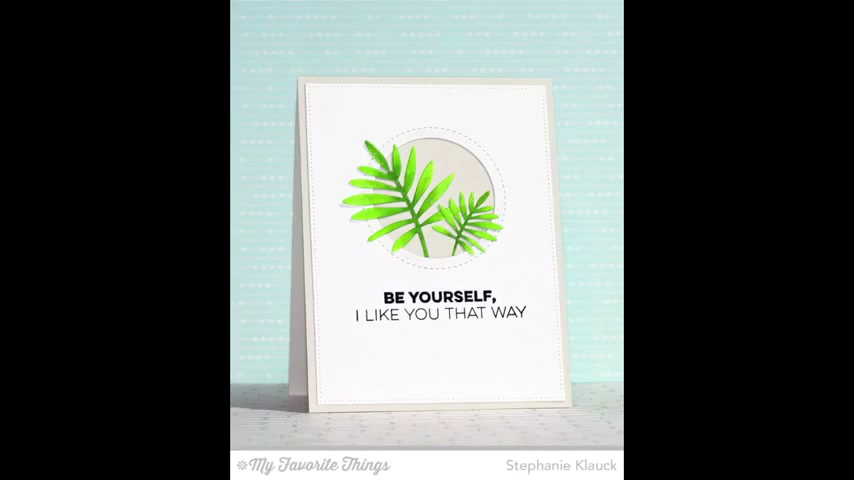 BE YOURSELF,
I LIKE YOU THAT WAY
My Favorite Things
Stephanie Klauck